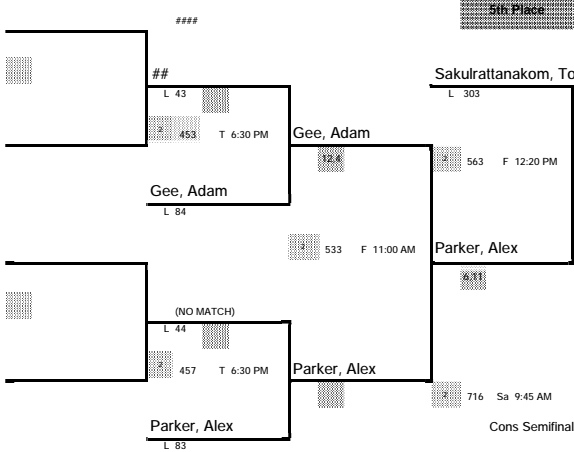 5th Place
####
##
Sakulrattanakom, To
L 43
L 303
2 453 T 6:30 PM
Gee, Adam
12,4
2 563 F 12:20 PM
Gee, Adam
L 84
2 533 F 11:00 AM
Parker, Alex
6,11
(NO MATCH)
L 44
2 457 T 6:30 PM
Parker, Alex
2 716 Sa 9:45 AM
Parker, Alex
Cons Semifinal
L 83